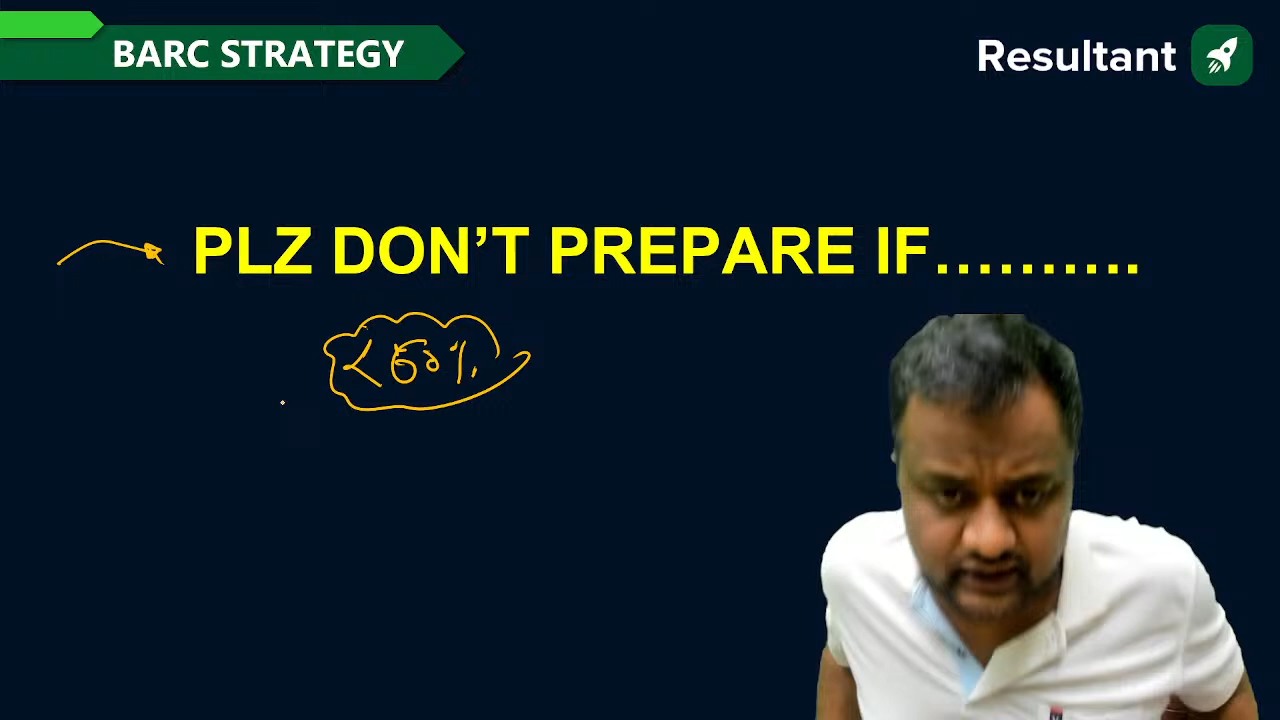 BARC STRATEGY
Resultant
PLZ DON’T PREPARE IF..........
<60%